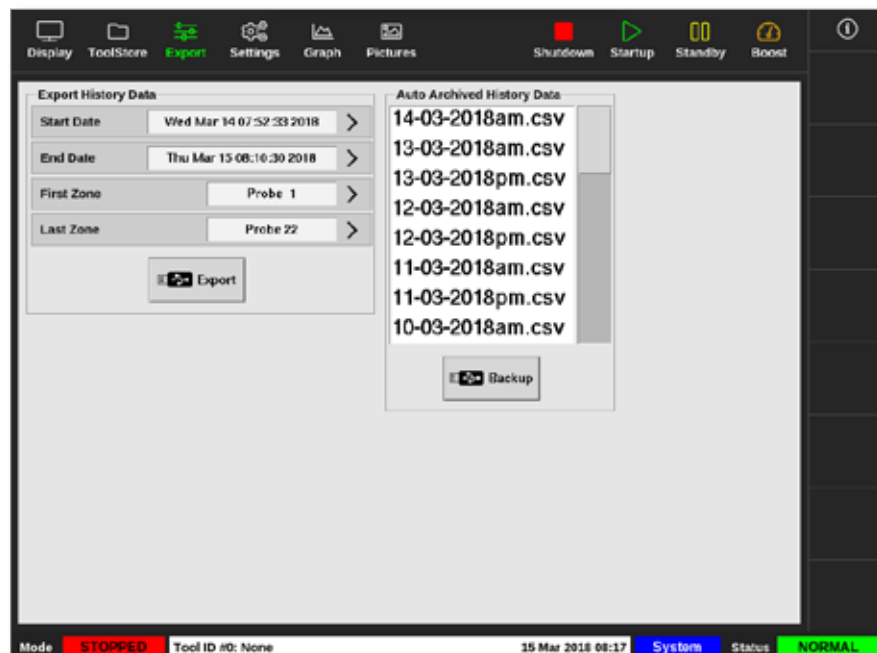 Display ToolStore Export Settings Graph Pictures Shutdown Startup Standby Boost
Export History Data
Start Date Wed Mar 14 07:52:33 2018
End Date Thu Mar 15 08:10:30 2018
First Zone Probe 1
Last Zone Probe 22
Export
Auto Archived History Data
14-03-2018am.csv
13-03-2018am.csv
13-03-2018pm.csv
12-03-2018am.csv
12-03-2018pm.csv
11-03-2018am.csv
11-03-2018pm.csv
10-03-2018am.csv
Backup
Mode STOPPED Tool ID #0: None 15 Mar 2018 08:17 System Status NORMAL